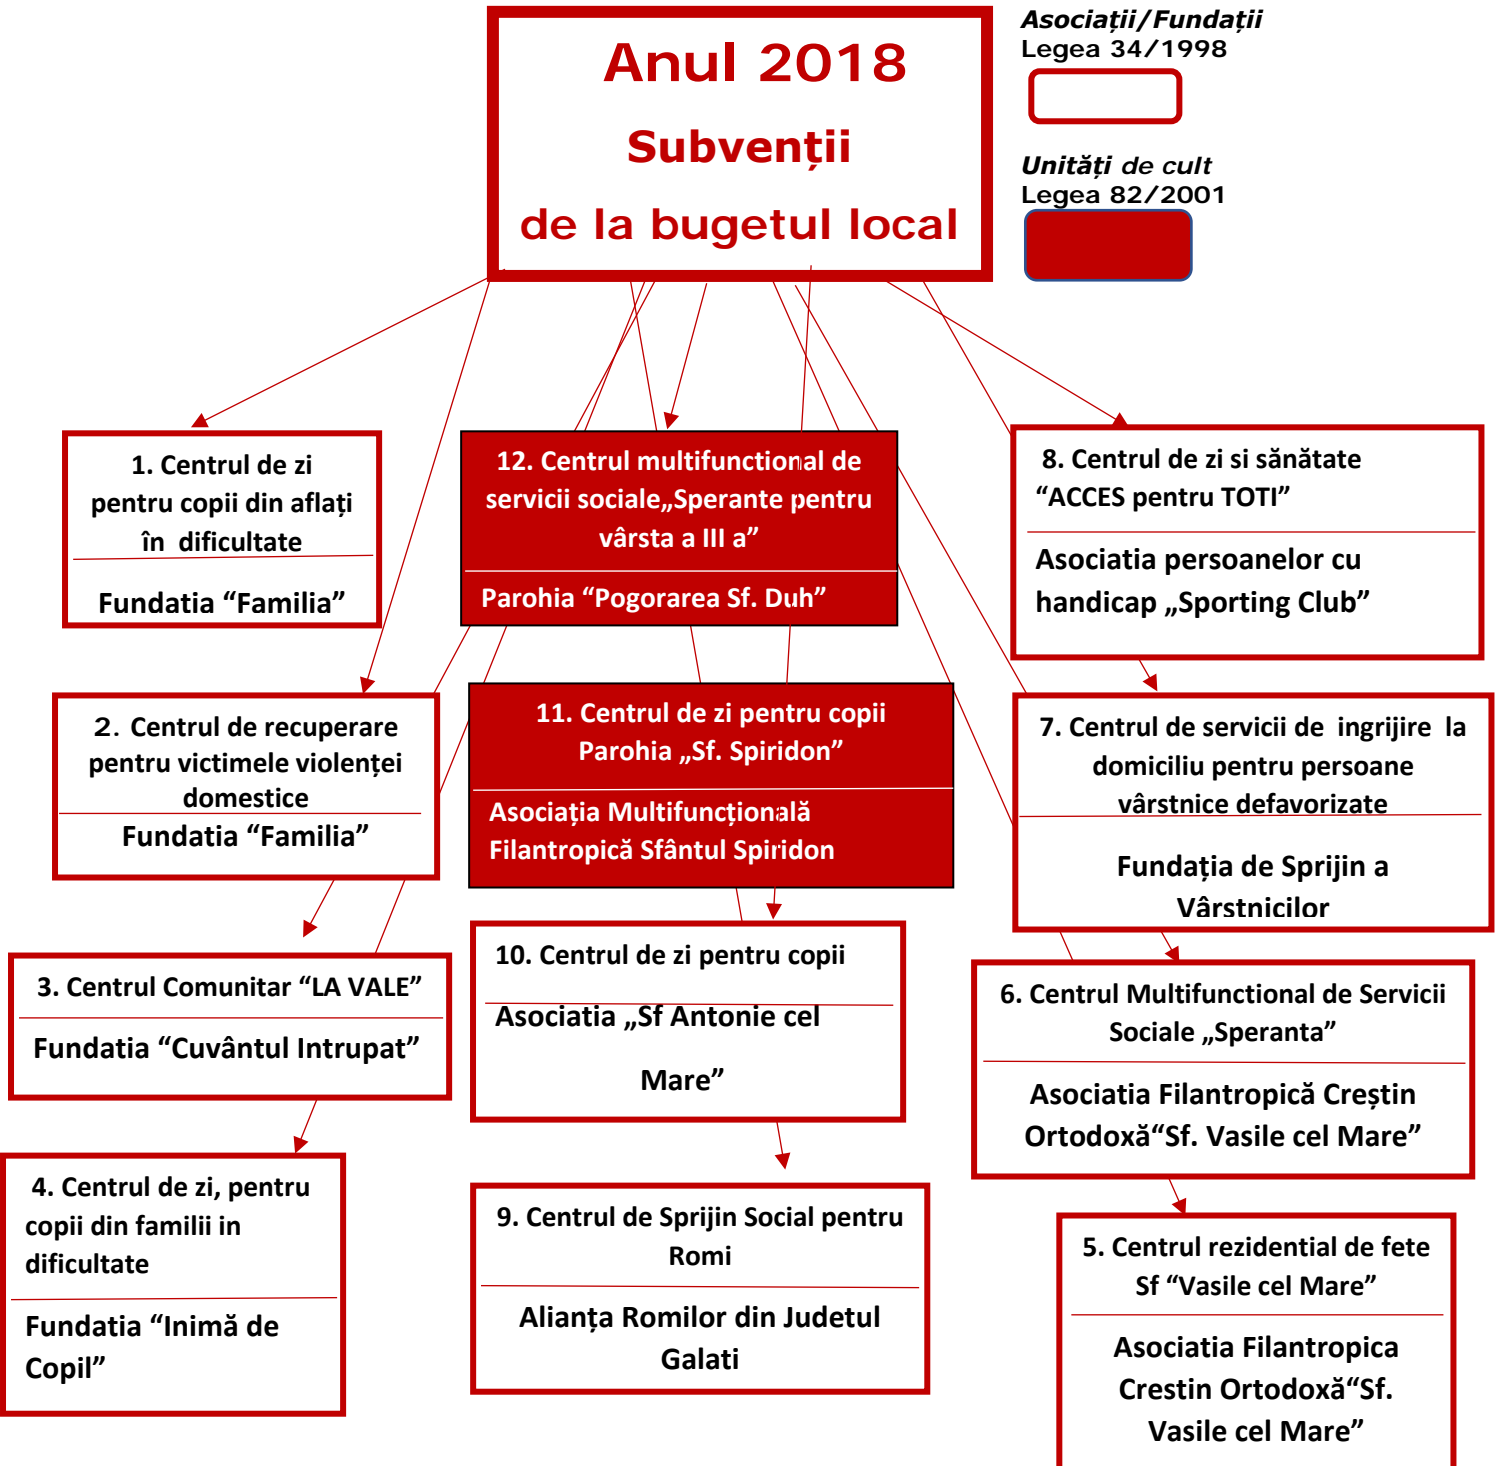 Anul 2018
Subvenții
de la bugetul local
Asociații/Fundații
Legea 34/1998
Unități de cult
Legea 82/2001
1. Centrul de zi
pentru copii din aflați
în dificultate
Fundatia “Familia”
12. Centrul multifunctional de
servicii sociale„Sperante pentru
vârsta a III a”
Parohia “Pogorarea Sf. Duh”
8. Centrul de zi si sănătate
“ACCES pentru TOTI”
Asociatia persoanelor cu
handicap „Sporting Club”
2. Centrul de recuperare
pentru victimele violenței
domestice
Fundatia “Familia”
11. Centrul de zi pentru copii
Parohia „Sf. Spiridon”
Asociația Multifuncțională
Filantropică Sfântul Spiridon
7. Centrul de servicii de ingrijire la
domiciliu pentru persoane
vârstnice defavorizate
Fundația de Sprijin a
Vârstnicilor
3. Centrul Comunitar “LA VALE”
Fundatia “Cuvântul Intrupat”
10. Centrul de zi pentru copii
Asociatia „Sf Antonie cel
Mare”
6. Centrul Multifunctional de Servicii
Sociale „Speranta”
Asociatia Filantropică Creștin
Ortodoxă“Sf. Vasile cel Mare”
4. Centrul de zi, pentru
copii din familii in
dificultate
Fundatia “Inimă de
Copil”
9. Centrul de Sprijin Social pentru
Romi
Alianța Romilor din Judetul
Galati
5. Centrul rezidential de fete
Sf “Vasile cel Mare”
Asociatia Filantropica
Crestin Ortodoxă“Sf.
Vasile cel Mare”